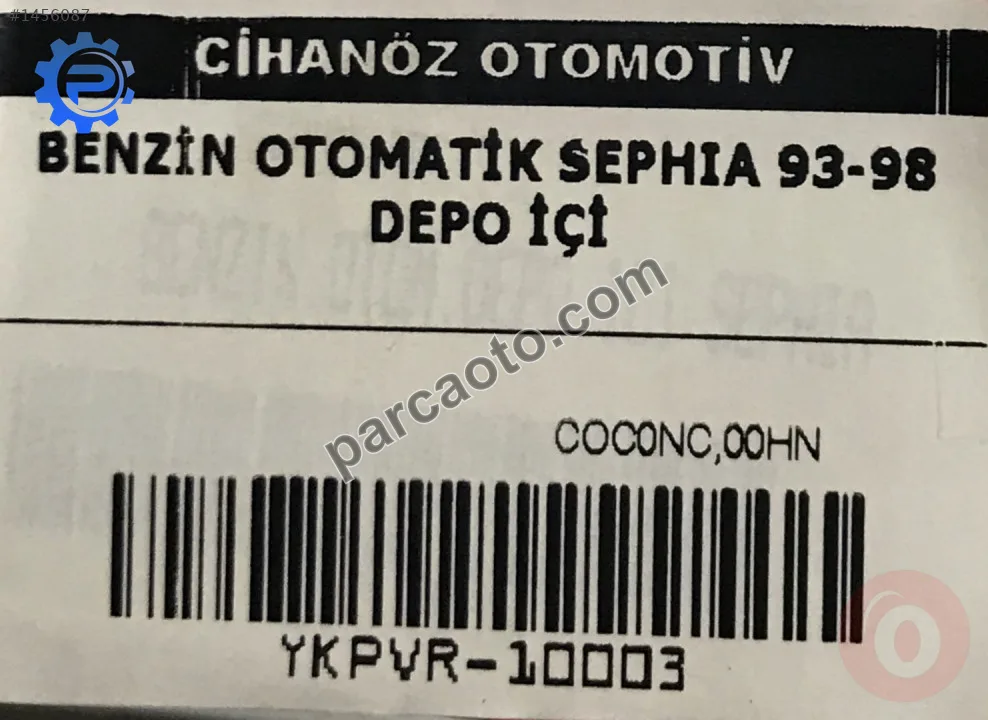 #1456087
CİHANÖZ OTOMOTİV
BENZİN OTOMATİK SEPHIA 93-98
DEPO İÇİ
parcaoto.com
COC0NC,00HN
YKPVR-10003